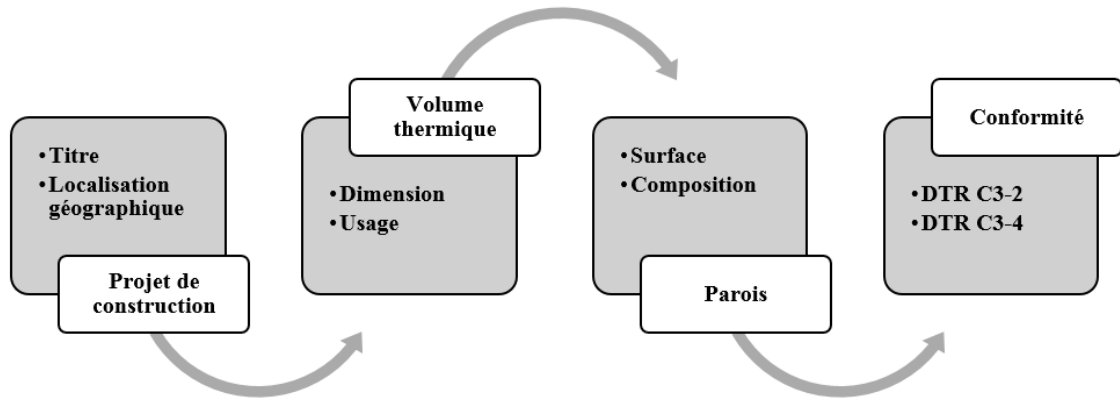 •Titre
•Localisation
géographique
Projet de
construction
Volume
thermique
•Dimension
•Usage
•Surface
•Composition
Parois
Conformité
•DTR C3-2
•DTR C3-4